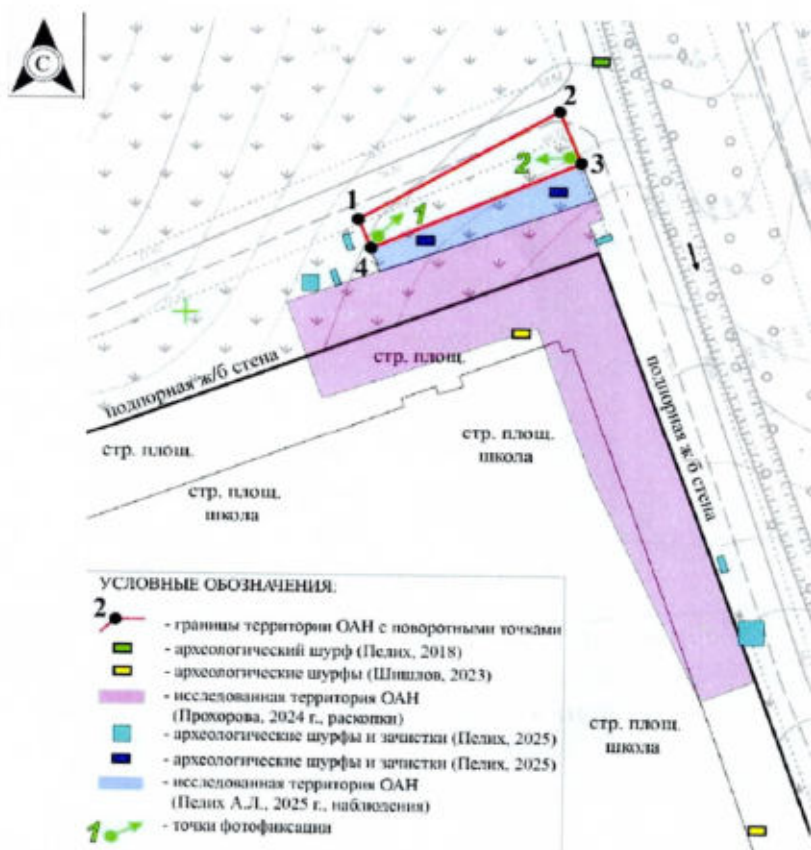 С
2
2
3
1
1
4
стр. площ.
подпорная ж/б стена
подпорная ж/б стена
стр. площ.
стр. площ.
школа
стр. площ.
школа
УСЛОВНЫЕ ОБОЗНАЧЕНИЯ:
2
- границы территории ОАН с поворотными точками
- археологический шурф (Пелих, 2018)
- археологические шурфы (Шишлов, 2023)
- исследованная территория ОАН
(Прохорова, 2024 г., раскопки)
- археологические шурфы и зачистки (Пелих, 2025)
- археологические шурфы и зачистки (Пелих, 2025)
- исследованная территория ОАН
(Пелих А.Л., 2025 г., наблюдения)
1
- точки фотофиксации
стр. площ.
школа